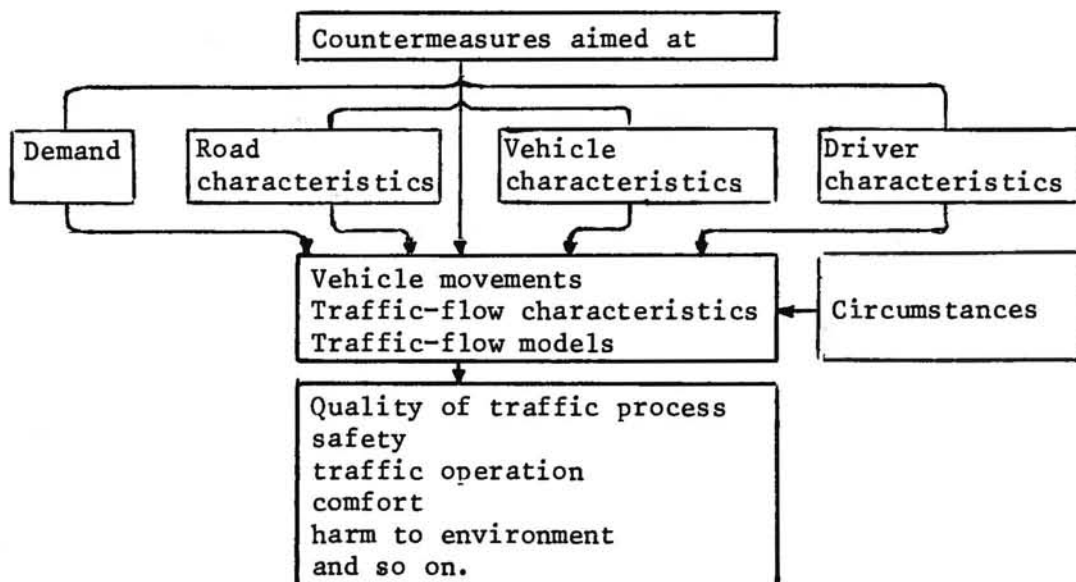 Countermeasures aimed at
Demand
Road
characteristics
Vehicle
characteristics
Driver
characteristics
Vehicle movements
Traffic-flow characteristics
Traffic-flow models
Circumstances
Quality of traffic process
safety
traffic operation
comfort
harm to environment
and so on.